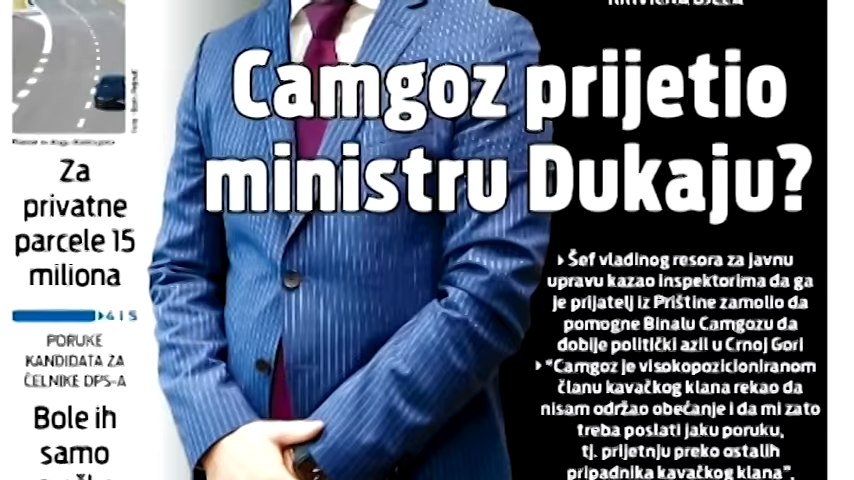 Camgoz prijetio
ministru Dukaju?
Za
privatne
parcele 15
miliona
4 i 5
PORUKE
KANDIDATA ZA
ČELNIKE DPS-A
Bole ih
samo
Šef vladinog resora za javnu
upravu kazao inspektorima da ga
je prijatelj iz Prištine zamolio da
pomogne Binalu Camgozu da
dobije politički azil u Crnoj Gori
"Camgoz je visokopozicioniranom
članu kavačkog klana rekao da
nisam održao obećanje i da mi zato
treba poslati jaku poruku,
tj. prijetnju preko ostalih
pripadnika kavačkog klana",